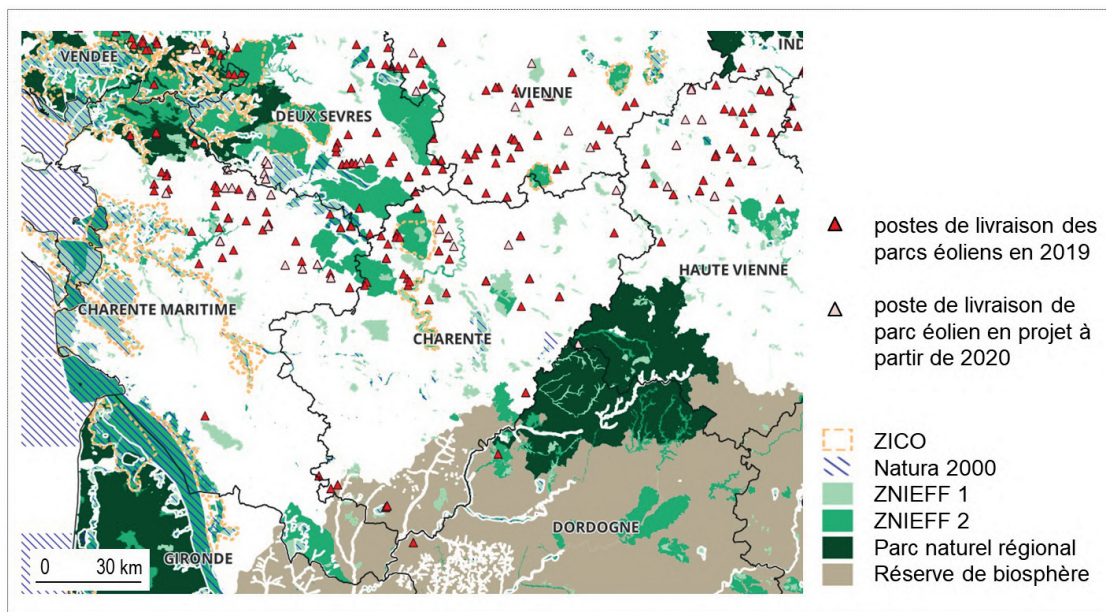 VENDEE
IND
VIENNE
DEUX SEVRES
HAUTE VIENNE
CHARENTE MARITIME
CHARENTE
DORDOGNE
GIRONDE
0 30 km
postes de livraison des
parcs éoliens en 2019
poste de livraison de
parc éolien en projet à
partir de 2020
ZICO
Natura 2000
ZNIEFF 1
ZNIEFF 2
Parc naturel régional
Réserve de biosphère